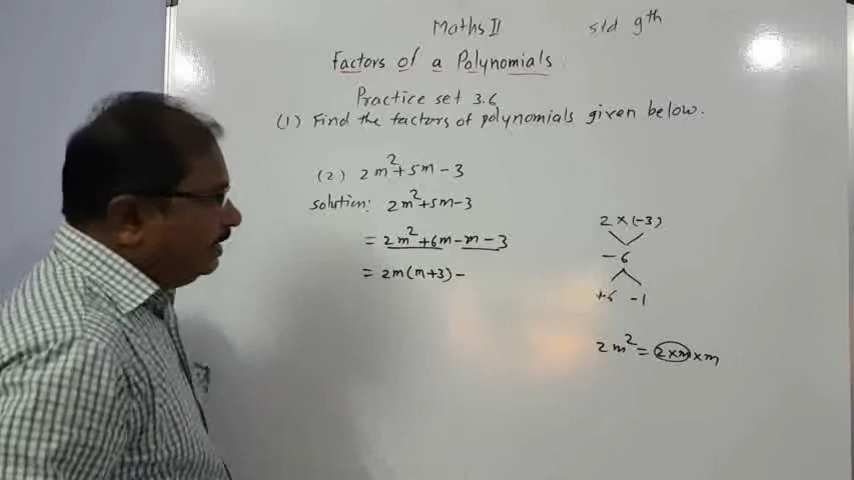 Maths II std 9th
Factors of a Polynomials
Practice set 3.6
(1) Find the factors of polynomials given below.
(2) 2m²+5m-3
solution: 2m²+5m-3
= 2m²+6m-m-3
= 2m(m+3)-
2×(-3)
-6
+6 -1
2m² = 2×m×m